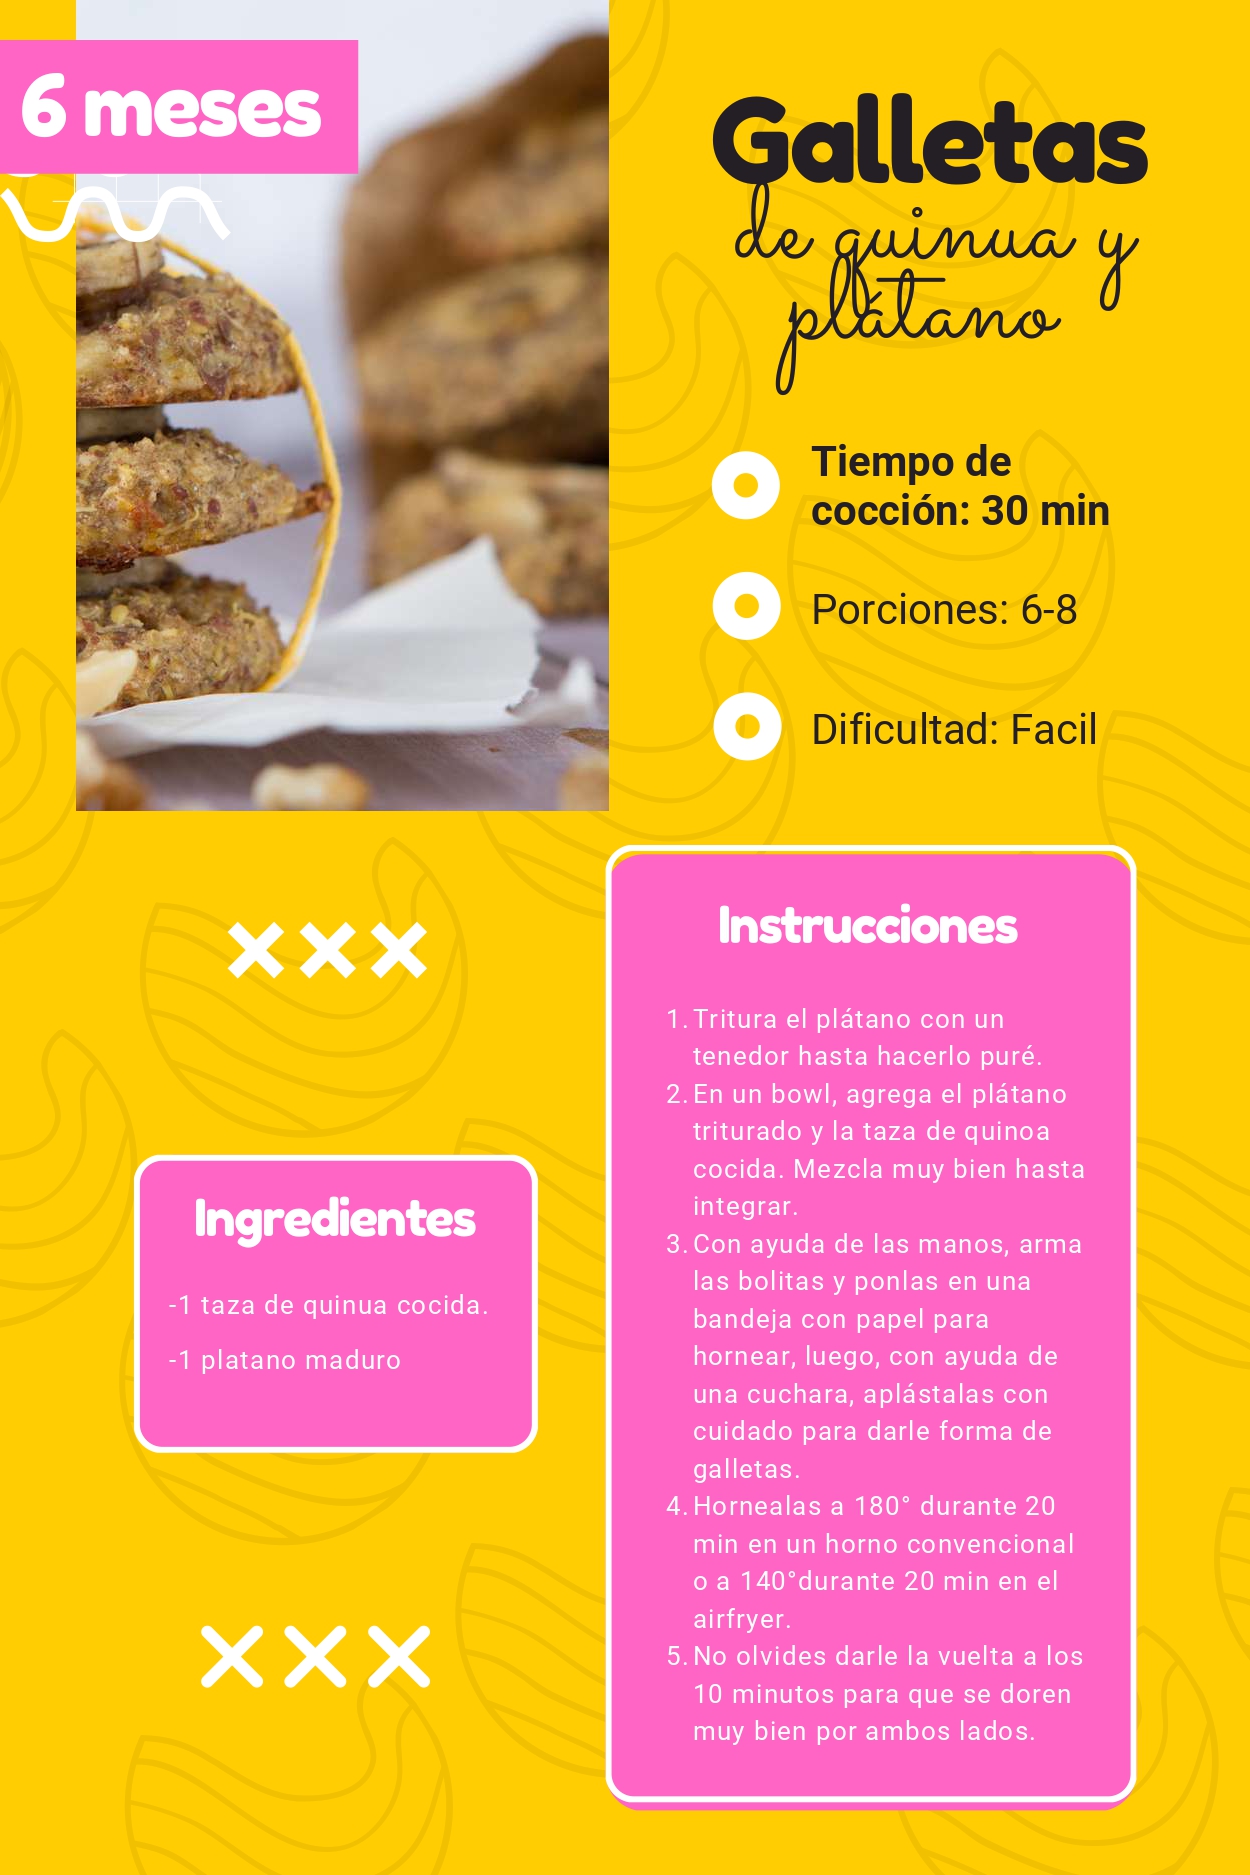 6 meses
Galletas
de quinua y
plátano
Tiempo de
cocción: 30 min
Porciones: 6-8
Dificultad: Facil
Instrucciones
1. Tritura el plátano con un
tenedor hasta hacerlo puré.
2. En un bowl, agrega el plátano
triturado y la taza de quinoa
cocida. Mezcla muy bien hasta
integrar.
3. Con ayuda de las manos, arma
las bolitas y ponlas en una
bandeja con papel para
hornear, luego, con ayuda de
una cuchara, aplástalas con
cuidado para darle forma de
galletas.
4. Hornealas a 180° durante 20
min en un horno convencional
o a 140°durante 20 min en el
airfryer.
5. No olvides darle la vuelta a los
10 minutos para que se doren
muy bien por ambos lados.
Ingredientes
-1 taza de quinua cocida.
-1 platano maduro